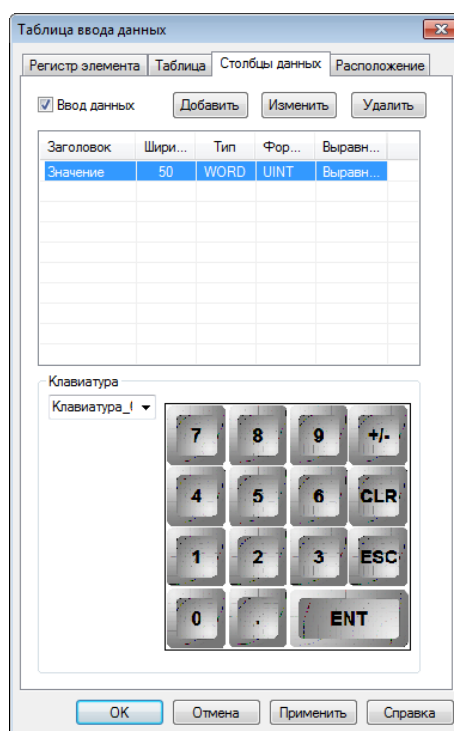 Таблица ввода данных
Регистр элемента Таблица Столбцы данных Расположение
Ввод данных Добавить Изменить Удалить
Заголовок Шири... Тип Фор... Выравн...
Значение 50 WORD UINT Выравн...
Клавиатура
Клавиатура_
7 8 9 +/-
4 5 6 CLR
1 2 3 ESC
0 . ENT
OK Отмена Применить Справка